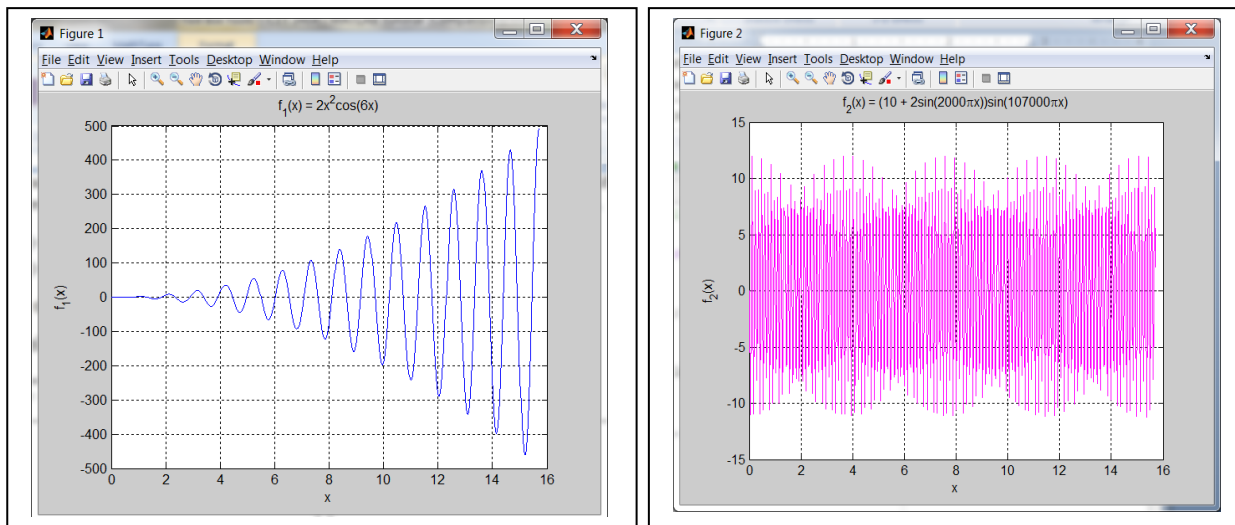 Figure 1
File Edit View Insert Tools Desktop Window Help
f₁(x) = 2x²cos(6x)
500
400
300
200
100
0
-100
-200
-300
-400
-500
f₁(x)
0 2 4 6 8 10 12 14 16
x
Figure 2
File Edit View Insert Tools Desktop Window Help
f₂(x) = (10 + 2sin(2000πx))sin(107000πx)
15
10
5
0
-5
-10
-15
f₂(x)
0 2 4 6 8 10 12 14 16
x